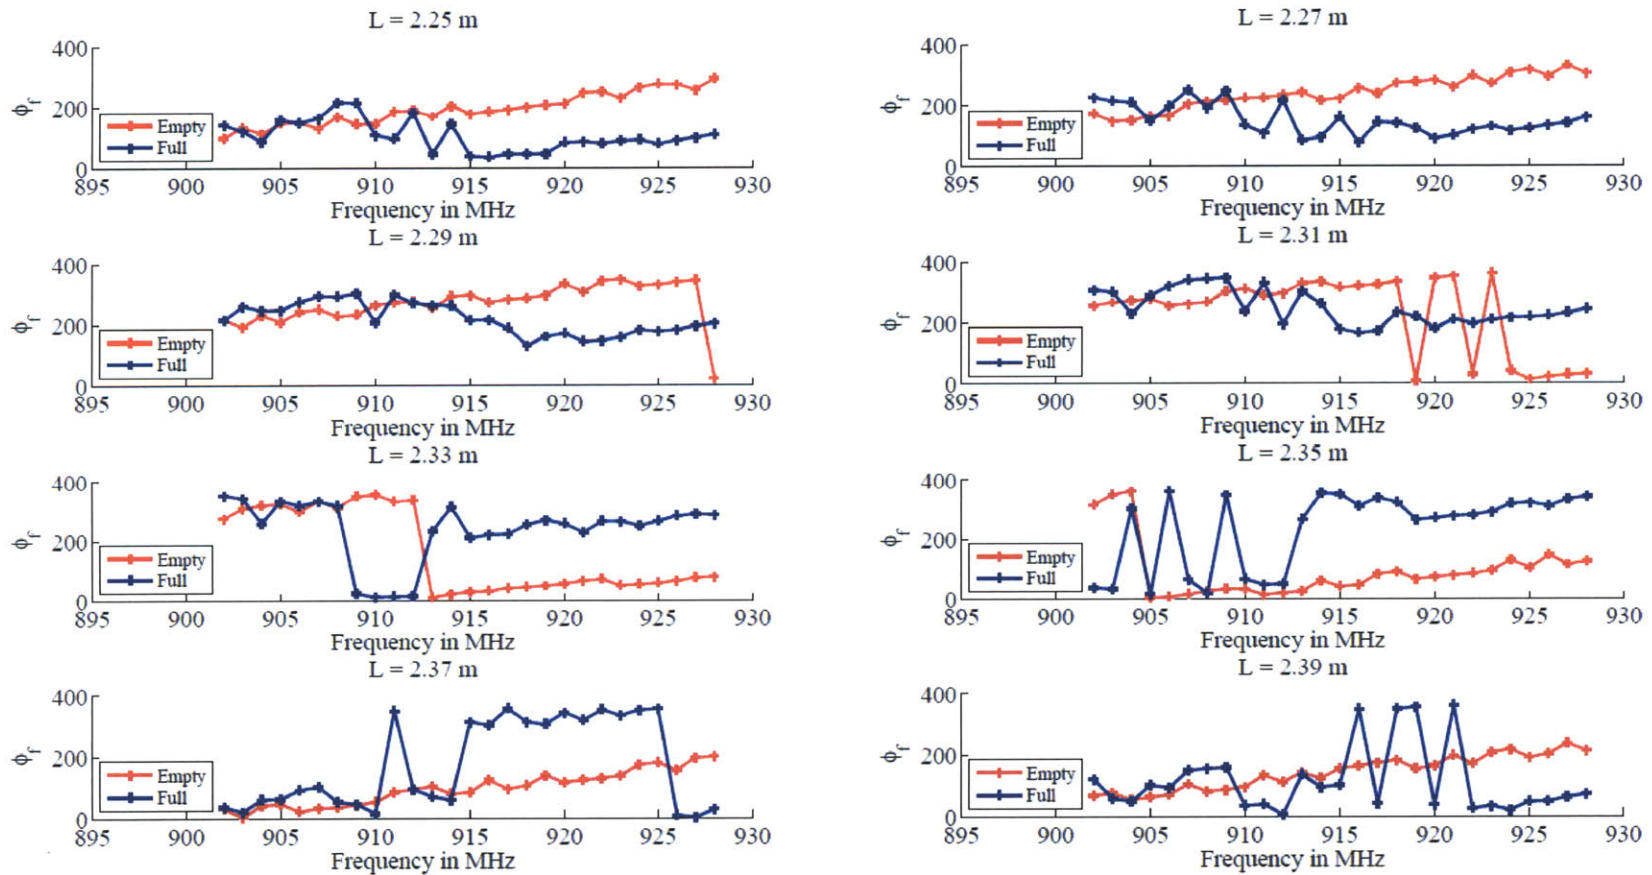 L = 2.25 m
400
200
0
ϕf
Empty
Full
895 900 905 910 915 920 925 930
Frequency in MHz
L = 2.27 m
400
200
0
ϕf
Empty
Full
895 900 905 910 915 920 925 930
Frequency in MHz
L = 2.29 m
400
200
0
ϕf
Empty
Full
895 900 905 910 915 920 925 930
Frequency in MHz
L = 2.31 m
400
200
0
ϕf
Empty
Full
895 900 905 910 915 920 925 930
Frequency in MHz
L = 2.33 m
400
200
0
ϕf
Empty
Full
895 900 905 910 915 920 925 930
Frequency in MHz
L = 2.35 m
400
200
0
ϕf
Empty
Full
895 900 905 910 915 920 925 930
Frequency in MHz
L = 2.37 m
400
200
0
ϕf
Empty
Full
895 900 905 910 915 920 925 930
Frequency in MHz
L = 2.39 m
400
200
0
ϕf
Empty
Full
895 900 905 910 915 920 925 930
Frequency in MHz